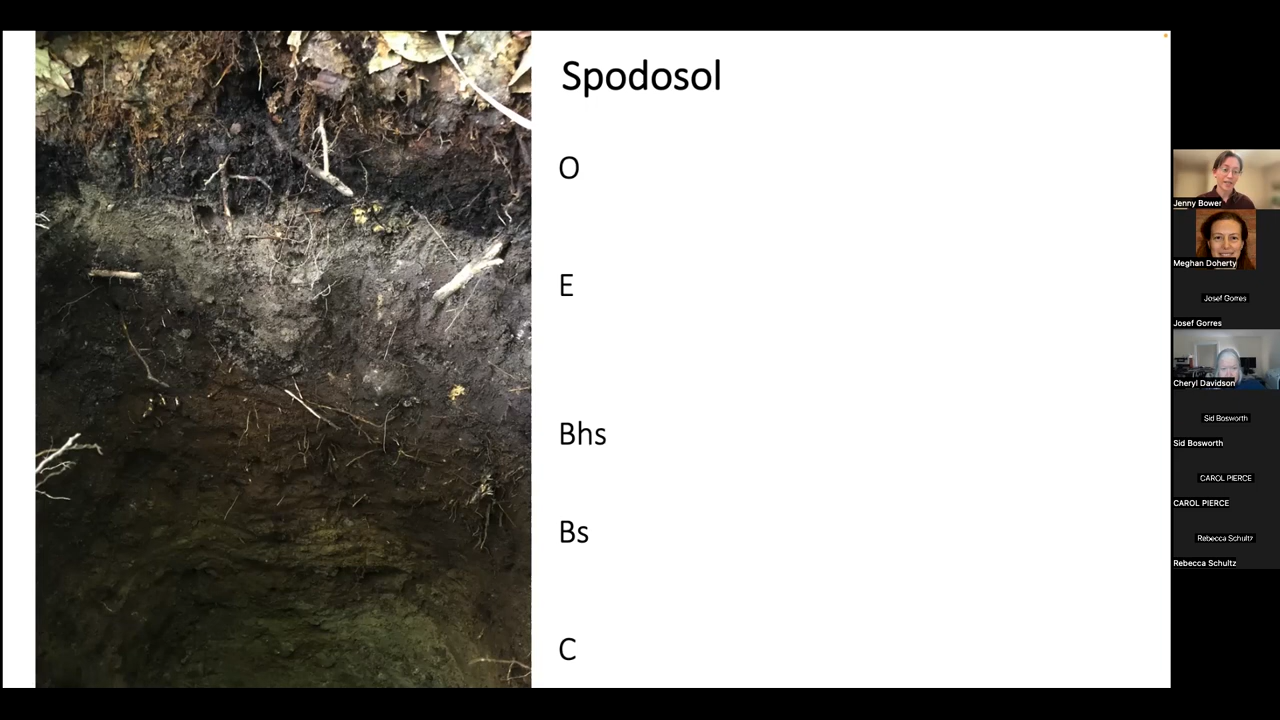 Spodosol
O
E
Bhs
Bs
C
Jenny Bower
Meghan Doherty
Josef Gorres
Josef Gorres
Cheryl Davidson
Sid Bosworth
Sid Bosworth
CAROL PIERCE
CAROL PIERCE
Rebecca Schultz
Rebecca Schultz